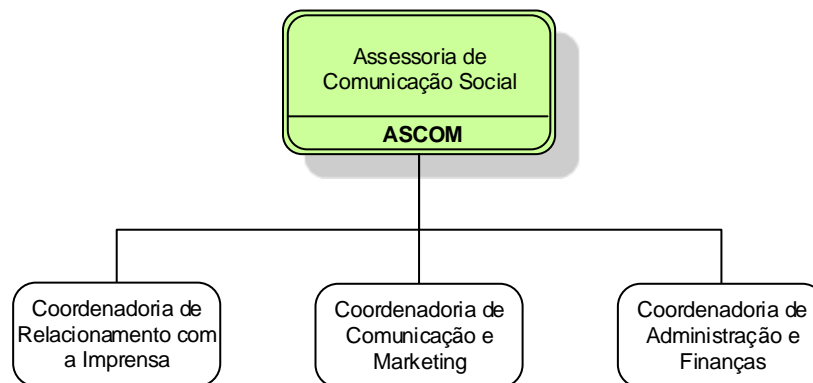 Assessoria de
Comunicação Social
ASCOM
Coordenadoria de
Relacionamento com
a Imprensa
Coordenadoria de
Comunicação e
Marketing
Coordenadoria de
Administração e
Finanças